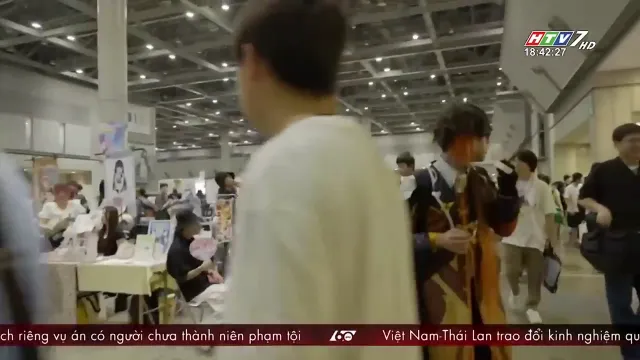 HTV7 HD
18:42:27
ch riêng vụ án có người chưa thành niên phạm tội 60 Việt Nam-Thái Lan trao đổi kinh nghiệm qu